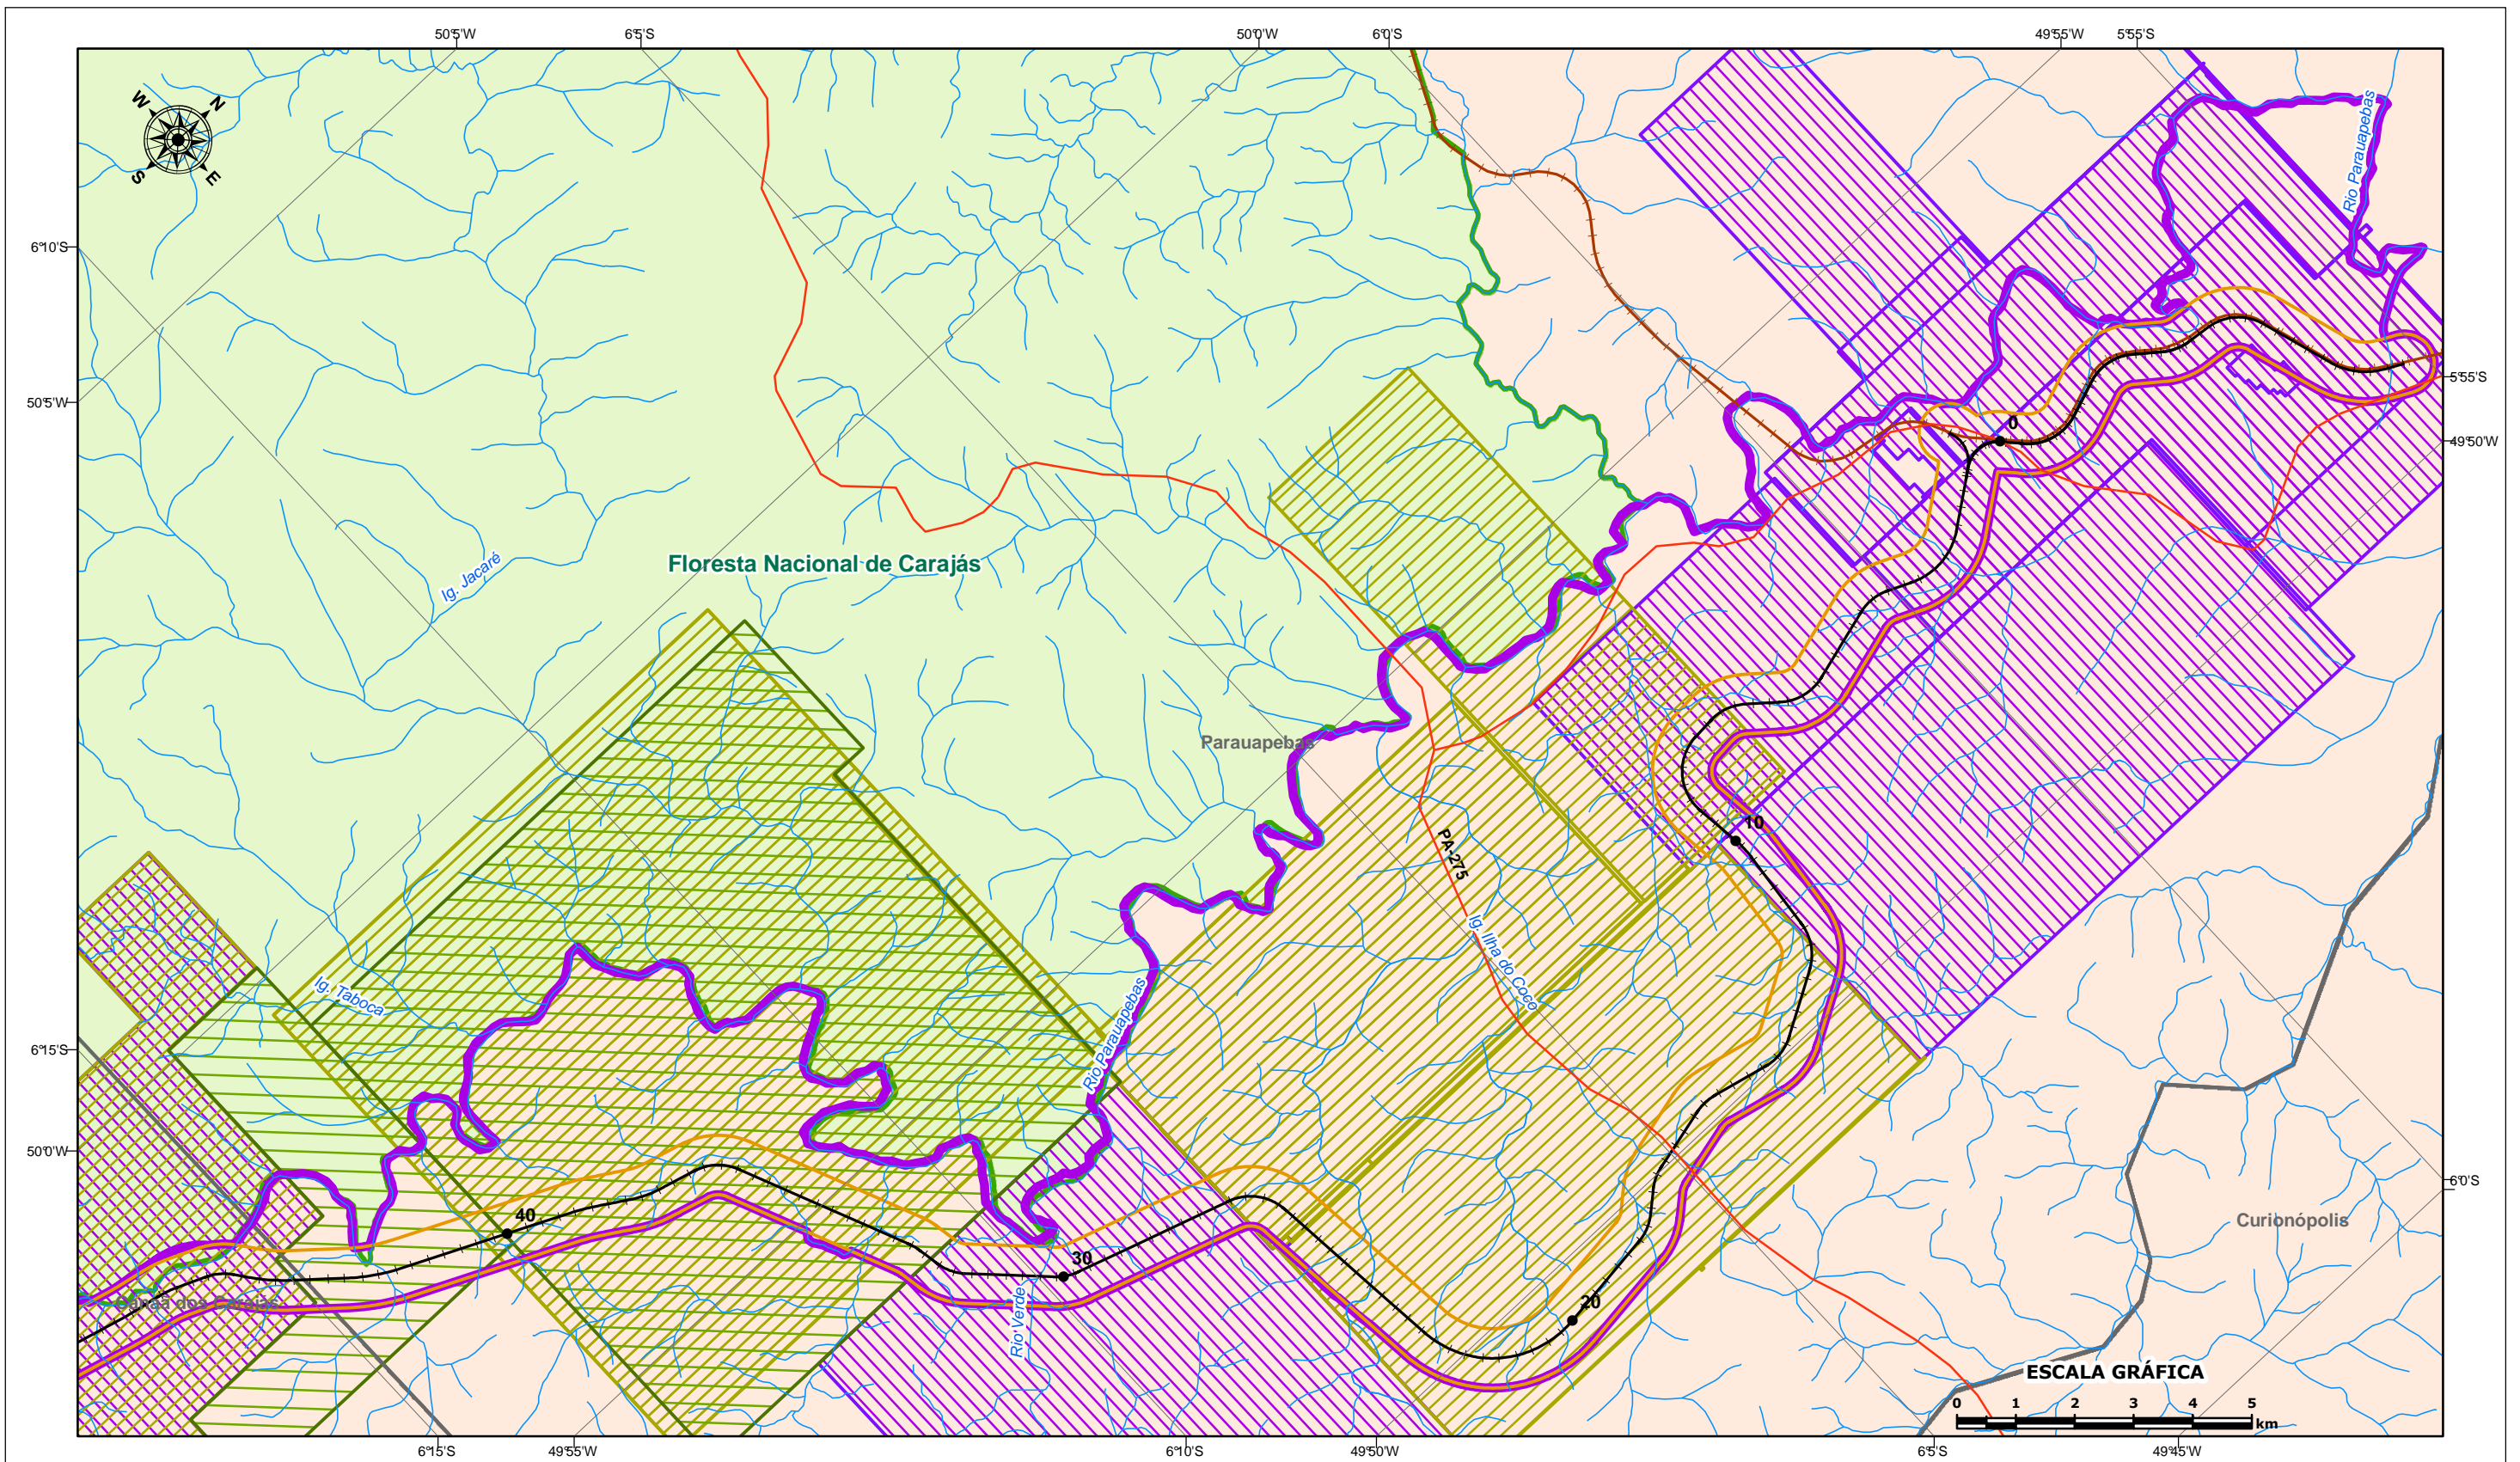 50°5'W
6°5'S
50°0'W
6°0'S
49°55'W
5°55'S
W
N
S
E
Rio Parauapebas
6°10'S
50°5'W
5°55'S
0
49°50'W
Floresta Nacional de Carajás
Ig. Jacaré
Parauapebas
10
PA-275
Ig. Ilha do Coco
Ig. Taboca
Rio Parauapebas
6°15'S
50°0'W
6°0'S
40
Curionópolis
30
Canaã dos Carajás
20
Rio Verde
ESCALA GRÁFICA
0 1 2 3 4 5
km
6°15'S
49°55'W
6°10'S
49°50'W
6°5'S
49°45'W